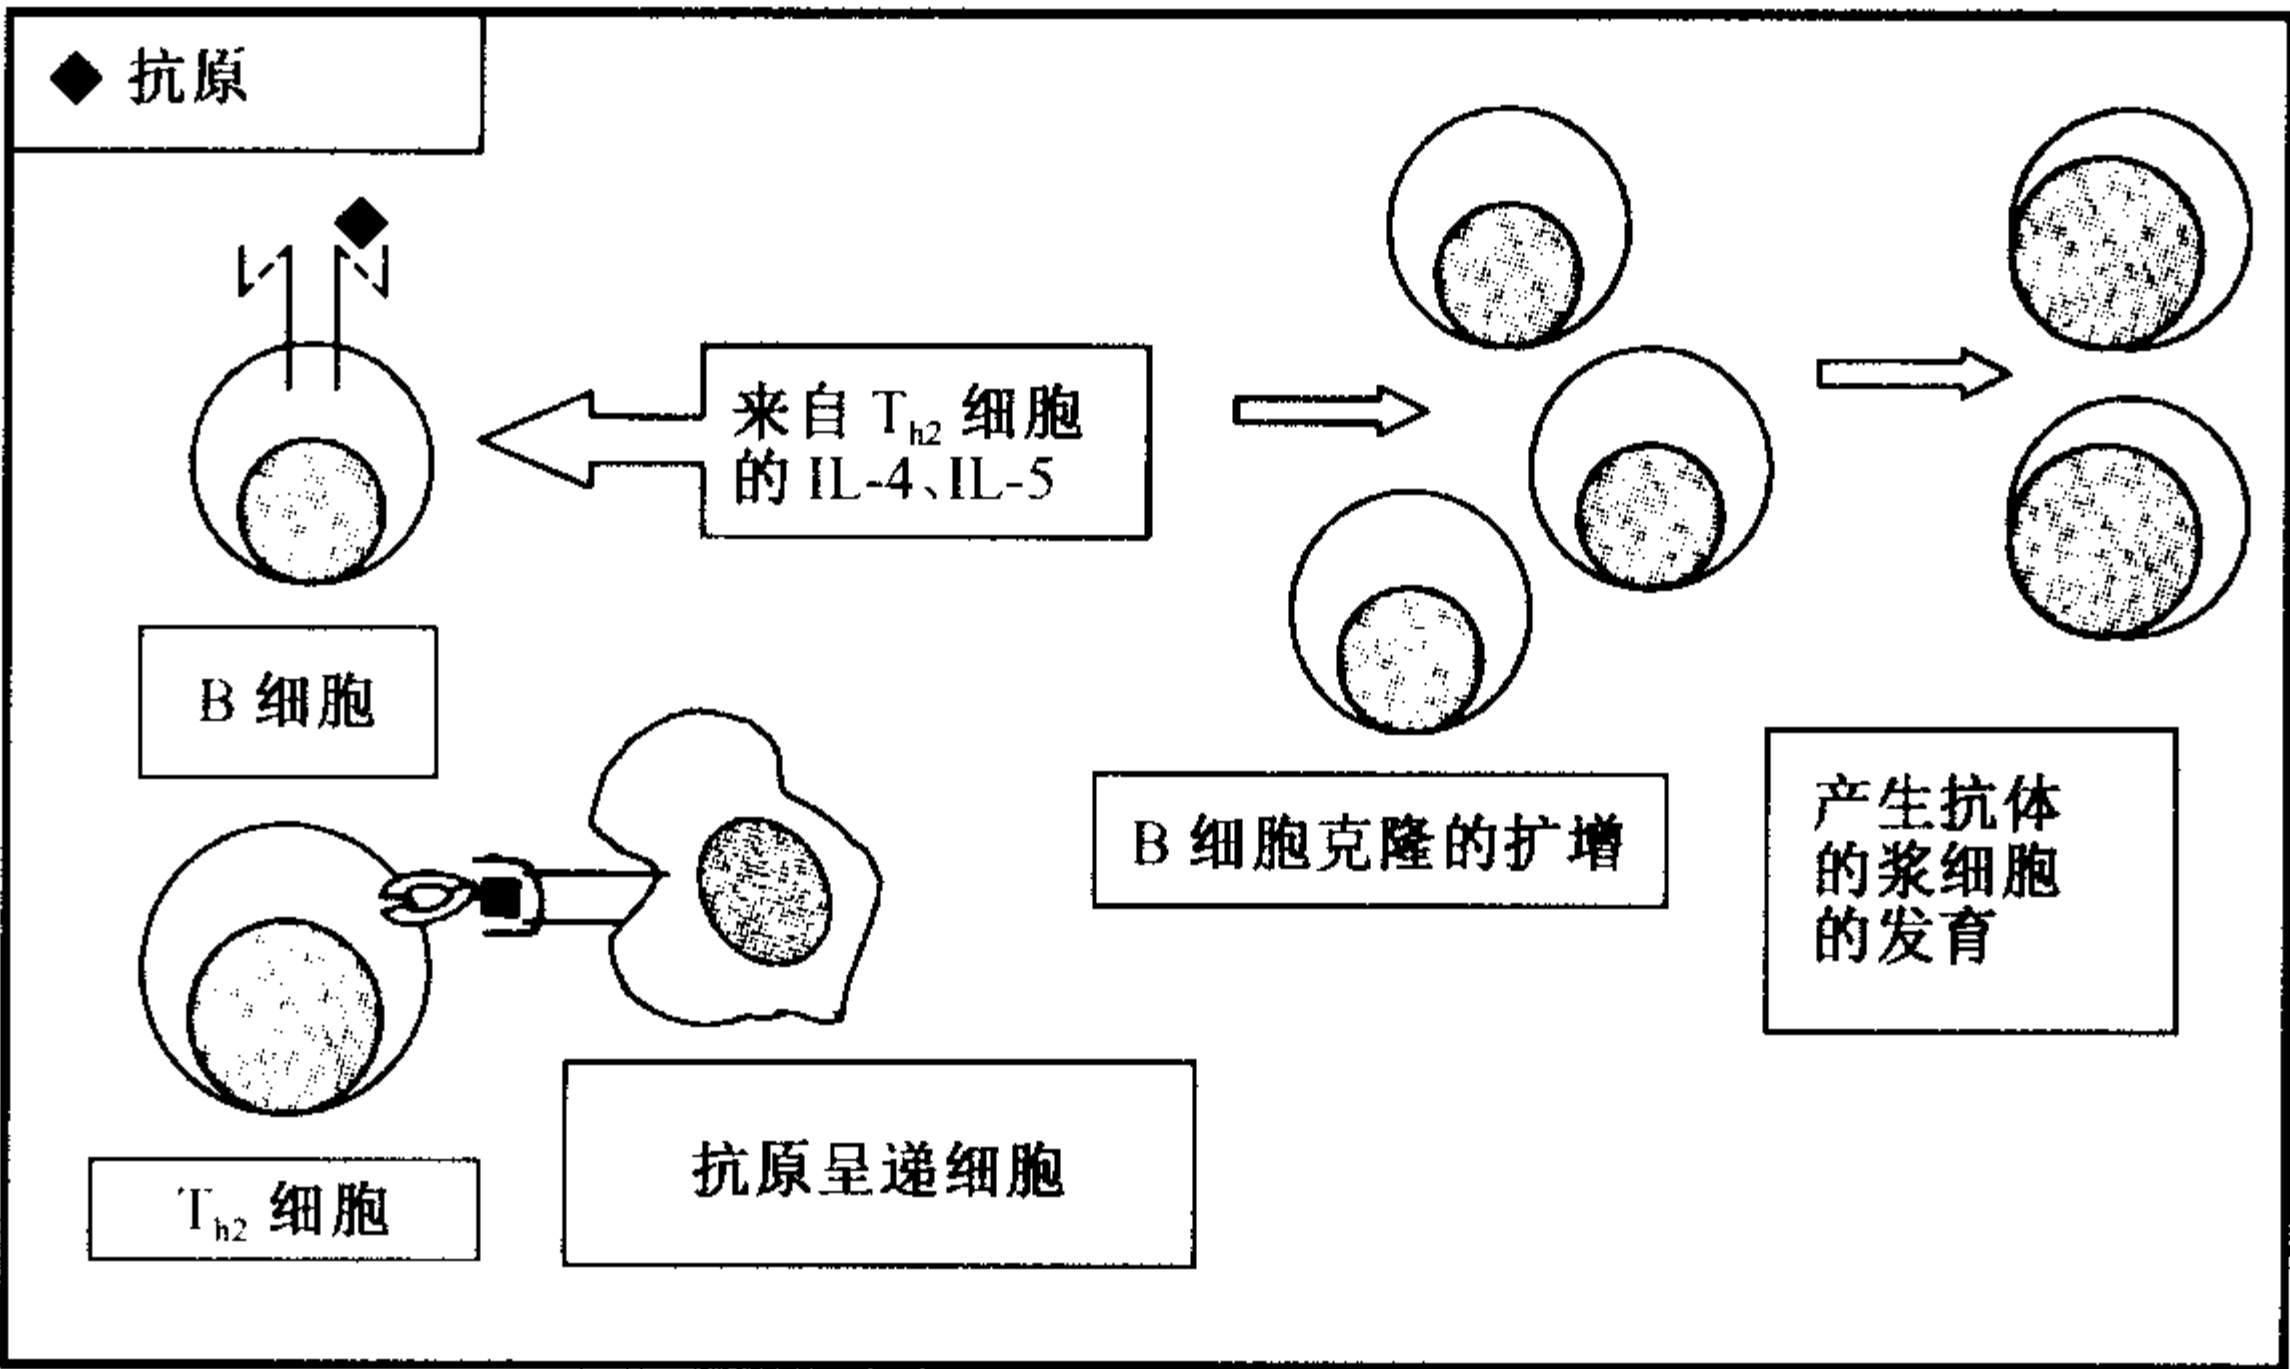 ◆ 抗原
来自 Th2 细胞
的 IL-4、IL-5
B 细胞
B 细胞克隆的扩增
产生抗体
的浆细胞
的发育
Th2 细胞
抗原呈递细胞